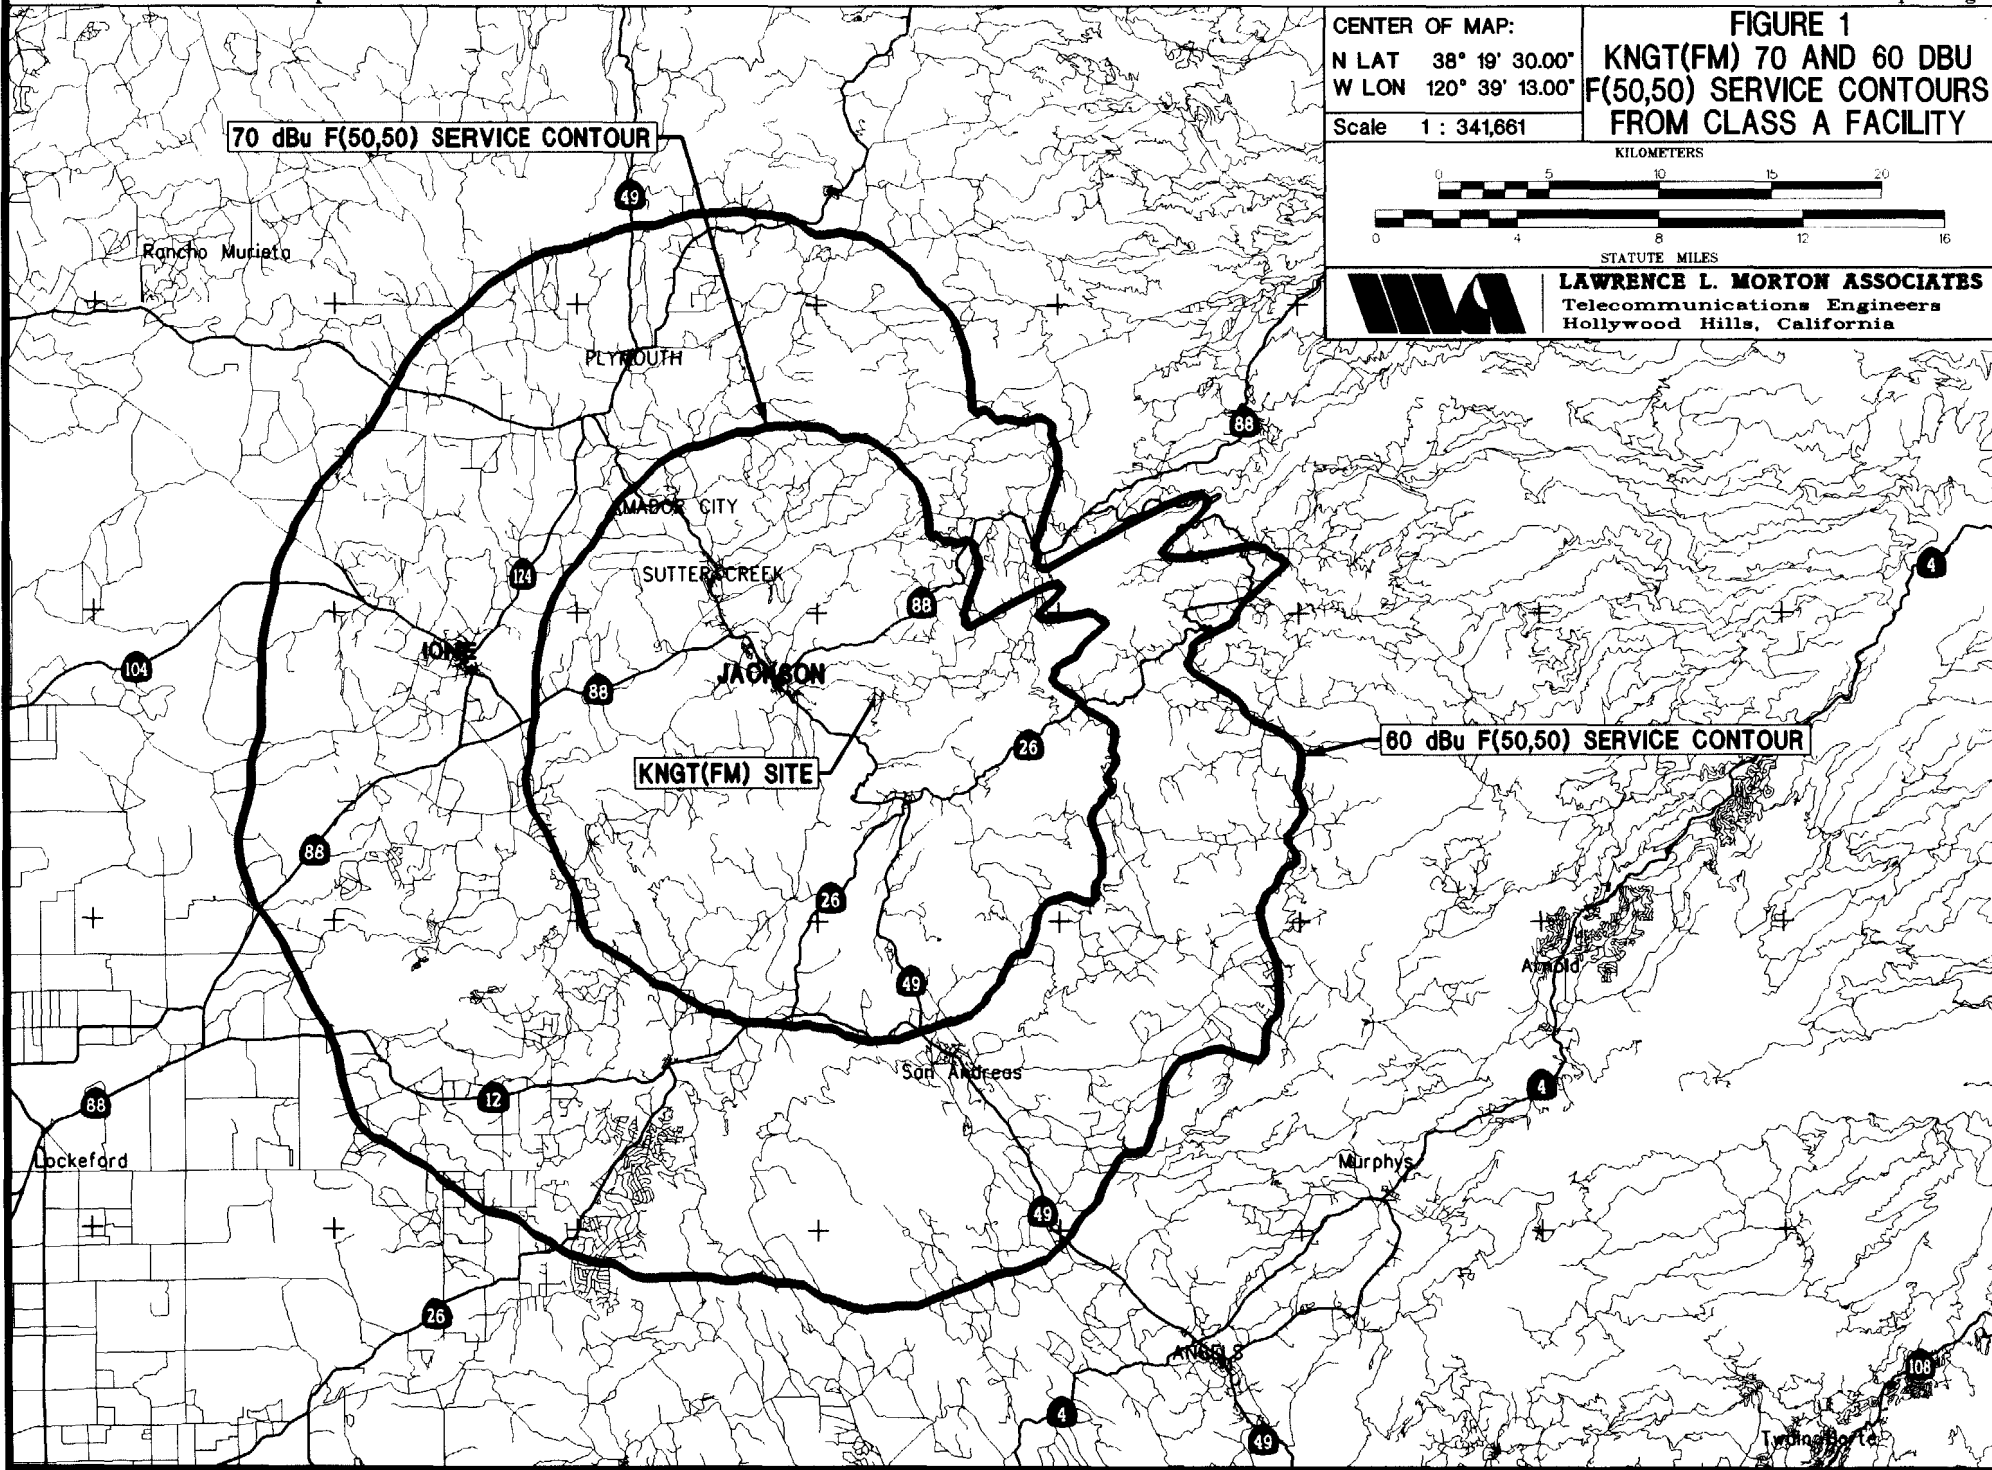 CENTER OF MAP:
N LAT 38° 19' 30.00"
W LON 120° 39' 13.00"
Scale 1 : 341,661
FIGURE 1
KNGT(FM) 70 AND 60 DBU
F(50,50) SERVICE CONTOURS
FROM CLASS A FACILITY
KILOMETERS
0 5 10 15 20
0 4 8 12 16
STATUTE MILES
LAWRENCE L. MORTON ASSOCIATES
Telecommunications Engineers
Hollywood Hills, California
70 dBu F(50,50) SERVICE CONTOUR
49
Rancho Murieta
PLYMOUTH
88
AMADOR CITY
4
124
SUTTER CREEK
88
104
IONE
JACKSON
88
60 dBu F(50,50) SERVICE CONTOUR
26
KNGT(FM) SITE
88
26
Arnold
49
San Andreas
4
88
12
Lockeford
Murphys
49
26
ANGELS
108
4
49